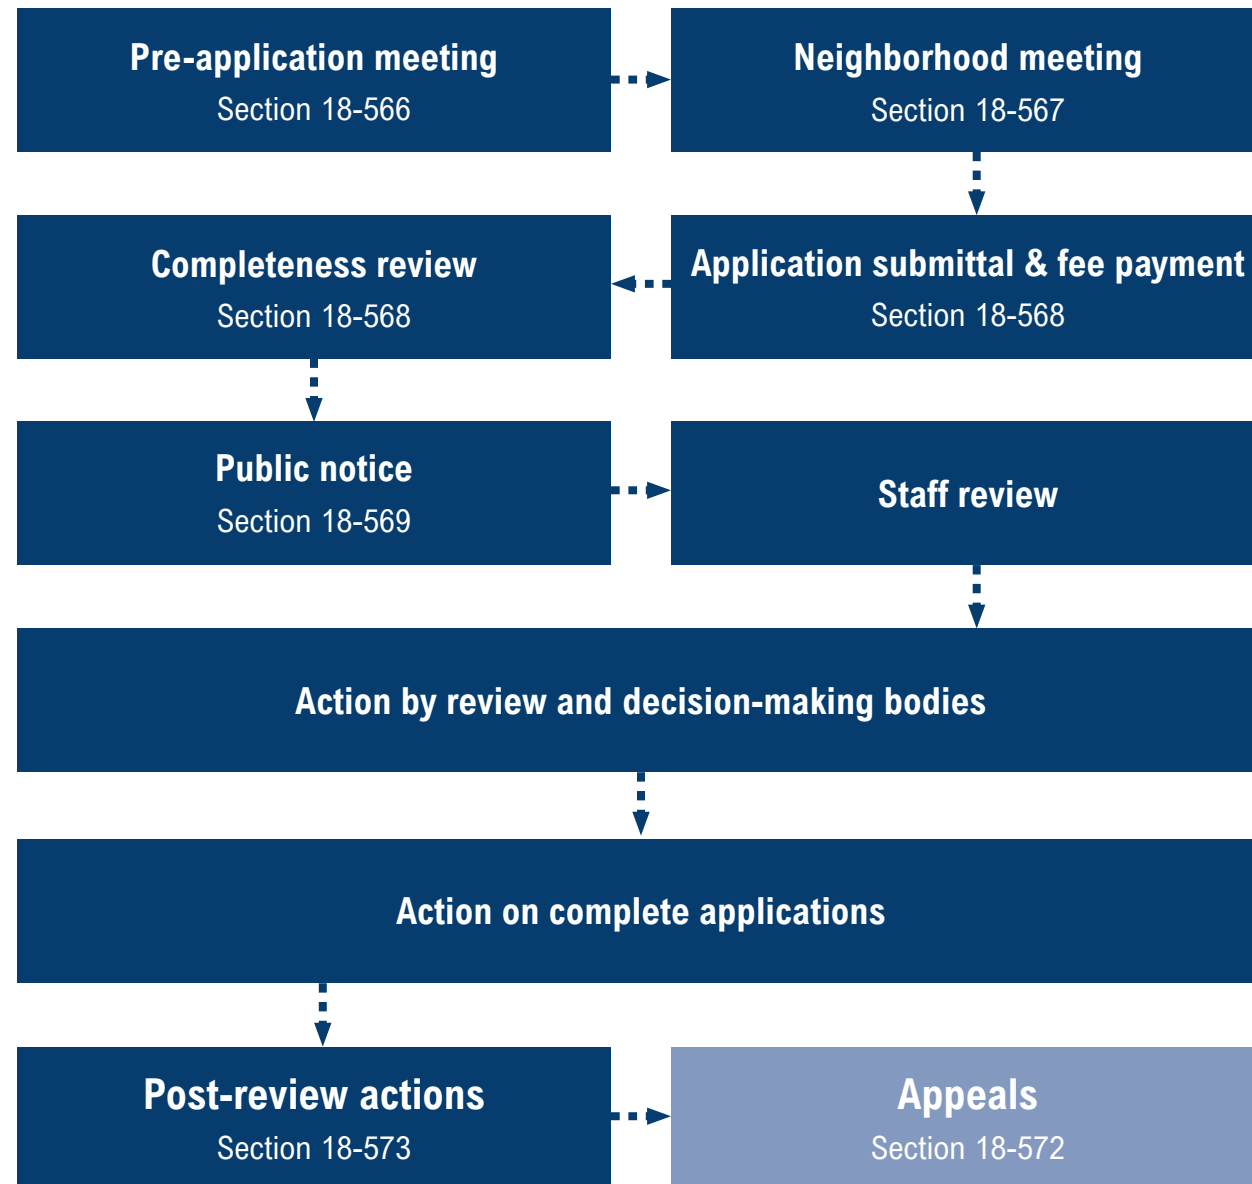 Pre-application meeting
Section 18-566
Neighborhood meeting
Section 18-567
Application submittal & fee payment
Section 18-568
Completeness review
Section 18-568
Public notice
Section 18-569
Staff review
Action by review and decision-making bodies
Action on complete applications
Post-review actions
Section 18-573
Appeals
Section 18-572